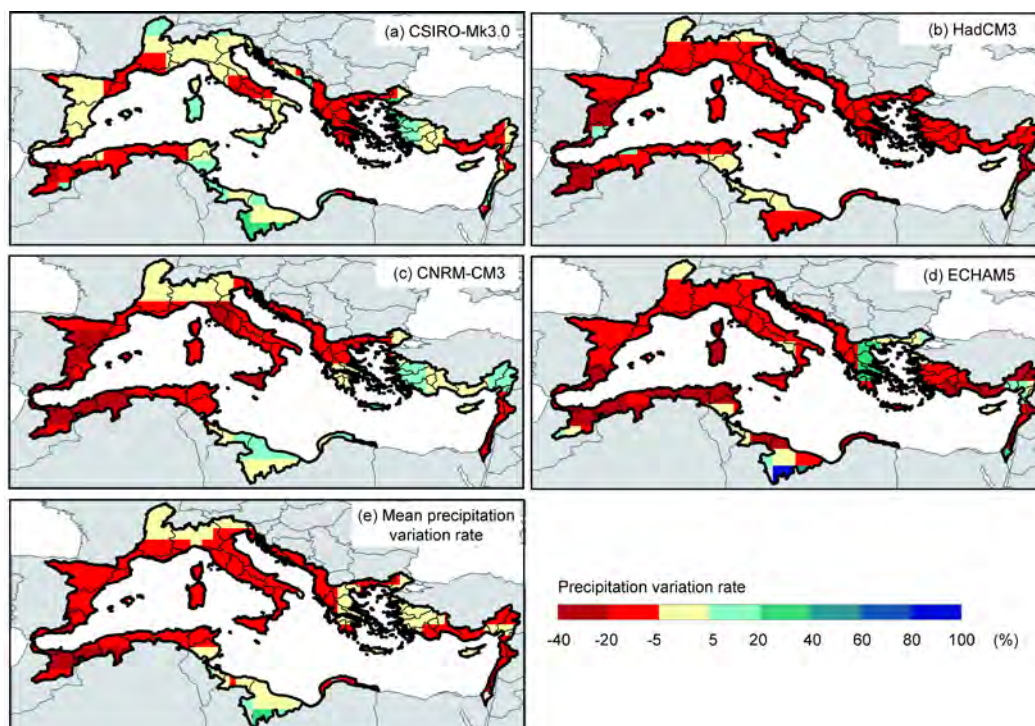 (a) CSIRO-Mk3.0
(b) HadCM3
(c) CNRM-CM3
(d) ECHAM5
(e) Mean precipitation
variation rate
Precipitation variation rate
-40 -20 -5 5 20 40 60 80 100 (%)